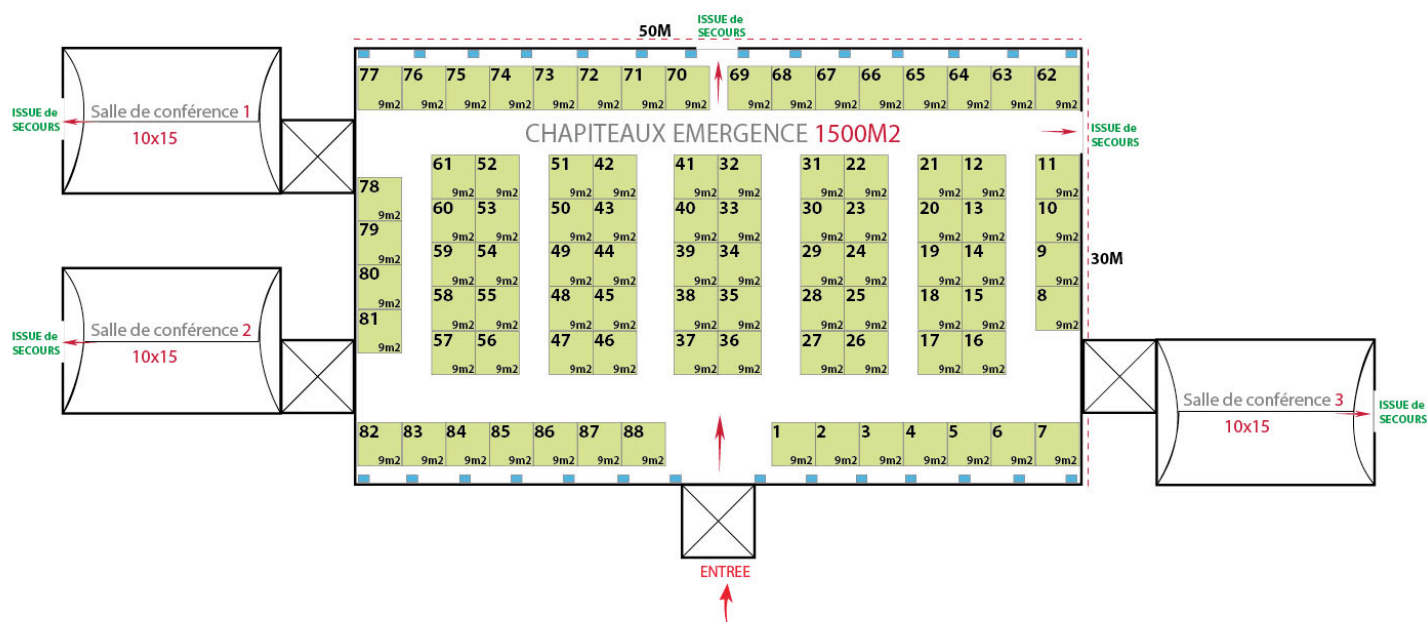 ISSUE de
SECOURS
50M
77 76 75 74 73 72 71 70 69 68 67 66 65 64 63 62
9m2 9m2 9m2 9m2 9m2 9m2 9m2 9m2 9m2 9m2 9m2 9m2 9m2 9m2 9m2 9m2
ISSUE de
SECOURS
Salle de conférence 1
10x15
CHAPITEAUX EMERGENCE 1500M2
ISSUE de
SECOURS
61 52 51 42 41 32 31 22 21 12 11
9m2 9m2 9m2 9m2 9m2 9m2 9m2 9m2 9m2 9m2 9m2
78
9m2
60 53 50 43 40 33 30 23 20 13 10
9m2 9m2 9m2 9m2 9m2 9m2 9m2 9m2 9m2 9m2 9m2
79
9m2
59 54 49 44 39 34 29 24 19 14 9
9m2 9m2 9m2 9m2 9m2 9m2 9m2 9m2 9m2 9m2 9m2
30M
80
9m2
58 55 48 45 38 35 28 25 18 15 8
9m2 9m2 9m2 9m2 9m2 9m2 9m2 9m2 9m2 9m2 9m2
81
9m2
57 56 47 46 37 36 27 26 17 16
9m2 9m2 9m2 9m2 9m2 9m2 9m2 9m2 9m2 9m2
ISSUE de
SECOURS
Salle de conférence 2
10x15
Salle de conférence 3
10x15
ISSUE de
SECOURS
82 83 84 85 86 87 88 1 2 3 4 5 6 7
9m2 9m2 9m2 9m2 9m2 9m2 9m2 9m2 9m2 9m2 9m2 9m2 9m2 9m2
ENTREE